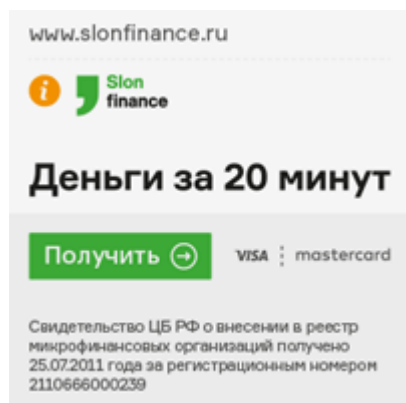 www.slonfinance.ru
i Slon
finance
Деньги за 20 минут
Получить VISA mastercard
Свидетельство ЦБ РФ о внесении в реестр
микрофинансовых организаций получено
25.07.2011 года за регистрационным номером
2110666000239